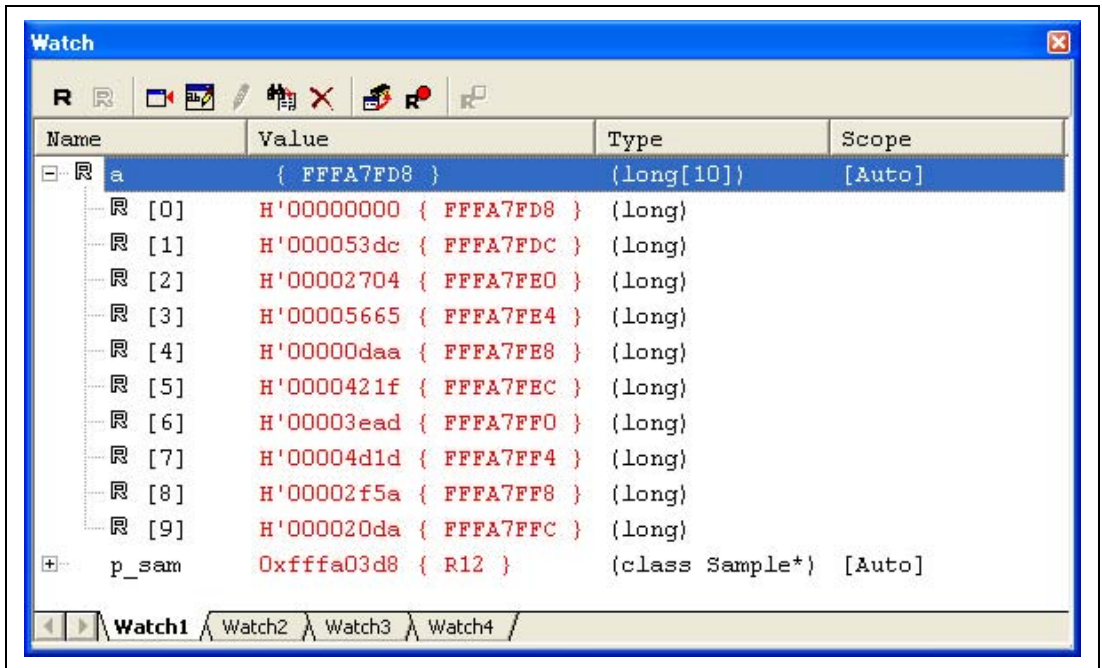 Watch
R R R R
Name Value Type Scope
R a { FFFA7FD8 } (long[10]) [Auto]
R [0] H'00000000 { FFFA7FD8 } (long)
R [1] H'000053dc { FFFA7FDC } (long)
R [2] H'00002704 { FFFA7FE0 } (long)
R [3] H'00005665 { FFFA7FE4 } (long)
R [4] H'00000daa { FFFA7FE8 } (long)
R [5] H'0000421f { FFFA7FEC } (long)
R [6] H'00003ead { FFFA7FF0 } (long)
R [7] H'00004d1d { FFFA7FF4 } (long)
R [8] H'00002f5a { FFFA7FF8 } (long)
R [9] H'000020da { FFFA7FFC } (long)
p_sam 0xfffa03d8 { R12 } (class Sample*) [Auto]
Watch1 Watch2 Watch3 Watch4